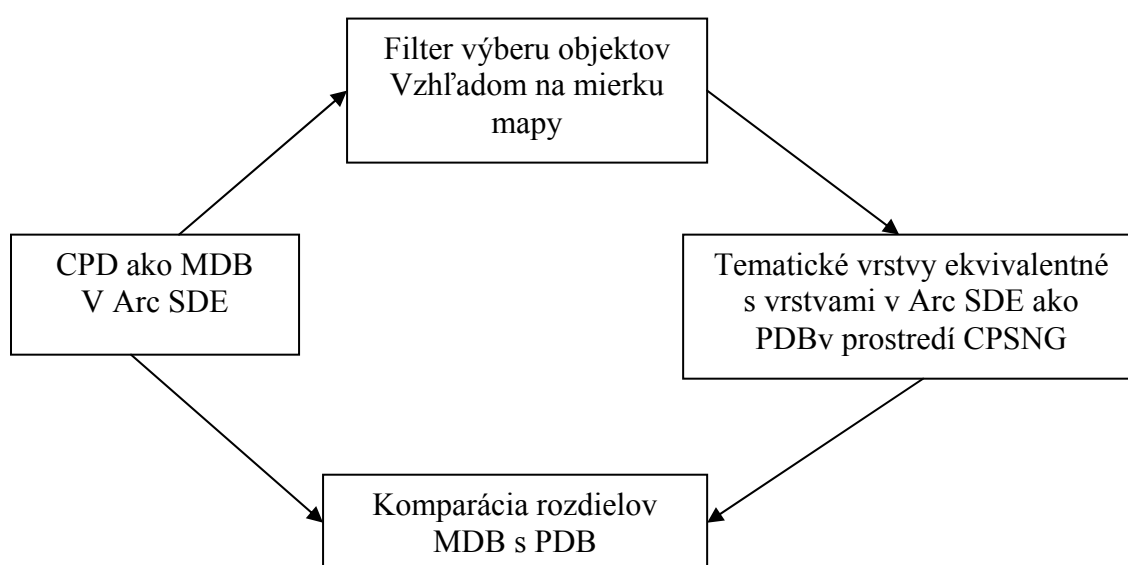 Filter výberu objektov
Vzhľadom na mierku
mapy
CPD ako MDB
V Arc SDE
Tematické vrstvy ekvivalentné
s vrstvami v Arc SDE ako
PDBv prostredí CPSNG
Komparácia rozdielov
MDB s PDB